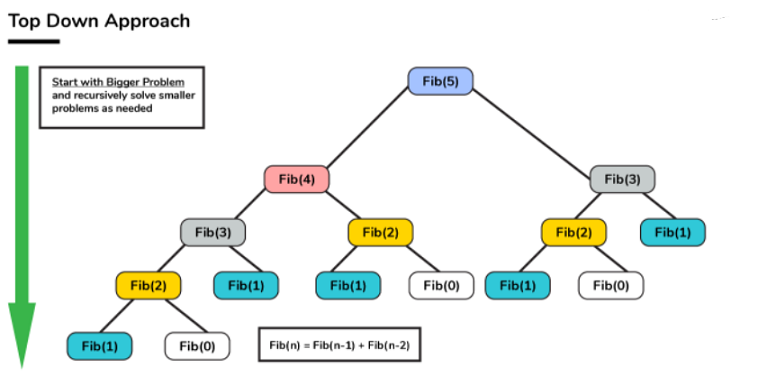 Top Down Approach
Start with Bigger Problem
and recursively solve smaller
problems as needed
Fib(5)
Fib(4)
Fib(3)
Fib(3)
Fib(2)
Fib(2)
Fib(1)
Fib(2)
Fib(1)
Fib(1)
Fib(0)
Fib(1)
Fib(0)
Fib(1)
Fib(0)
Fib(n) = Fib(n-1) + Fib(n-2)